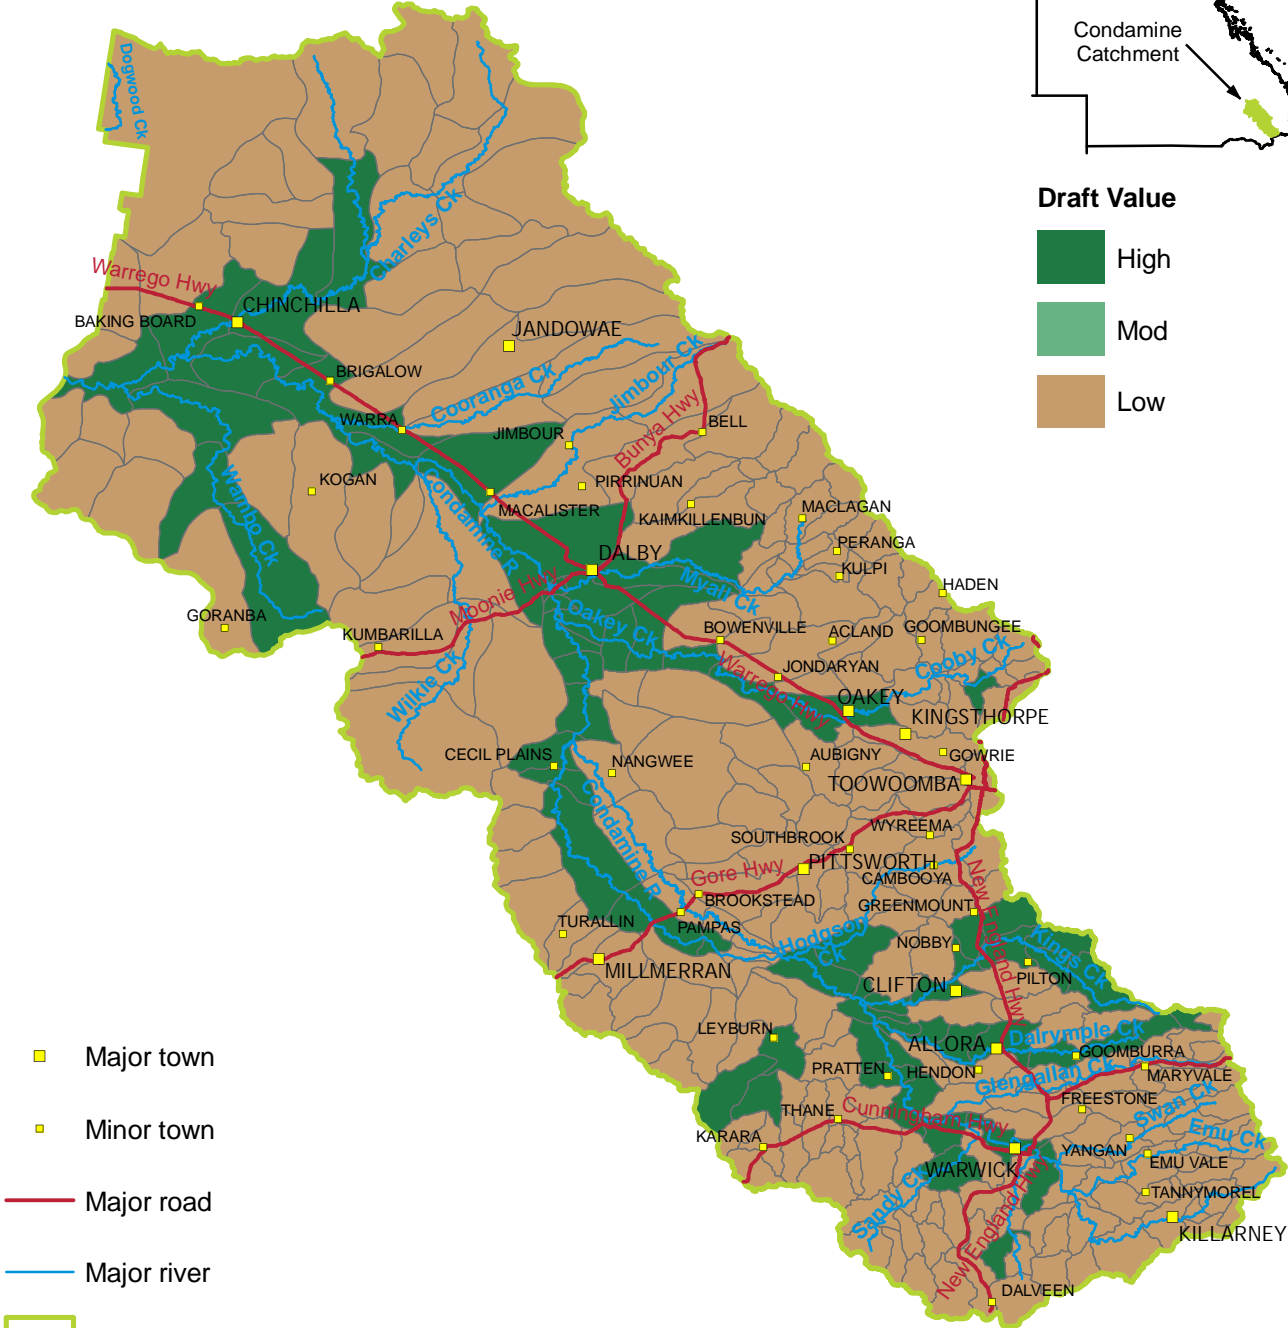 Condamine
Catchment
Draft Value
High
Mod
Low
Dogwood Ck
Charleys Ck
Warrego Hwy
CHINCHILLA
BAKING BOARD
JANDOWAE
BRIGALOW
Cooranga Ck
Jimbour Ck
WARRA
JIMBOUR
Bunya Hwy
BELL
KOGAN
Wambo Ck
Condamine R
PIRRINUAN
MACALISTER
KAIMKILLENBUN
MACLAGAN
PERANGA
KULPI
DALBY
Myall Ck
HADEN
Moonie Hwy
Oakey Ck
GORANBA
KUMBARILLA
BOWENVILLE
ACLAND
GOOMBUNGEE
Cooby Ck
Wilkie Ck
Warrego Hwy
JONDARYAN
OAKEY
KINGSTHORPE
CECIL PLAINS
NANGWEE
AUBIGNY
GOWRIE
TOOWOOMBA
Condamine R
SOUTHBROOK
WYREEMA
Gore Hwy
PITTSWORTH
CAMBOOYA
New England Hwy
BROOKSTEAD
GREENMOUNT
TURALLIN
PAMPAS
Hodgson
Ck
NOBBY
Kings Ck
MILLMERRAN
CLIFTON
PILTON
LEYBURN
ALLORA
Dalrymple Ck
GOOMBURRA
PRATTEN
HENDON
Glengallan Ck
MARYVALE
THANE
Cunningham Hwy
FREESTONE
Swan Ck
KARARA
YANGAN
Emu Ck
WARWICK
EMU VALE
Sandy Ck
New England Hwy
TANNYMOREL
KILLARNEY
DALVEEN
Major town
Minor town
Major road
Major river